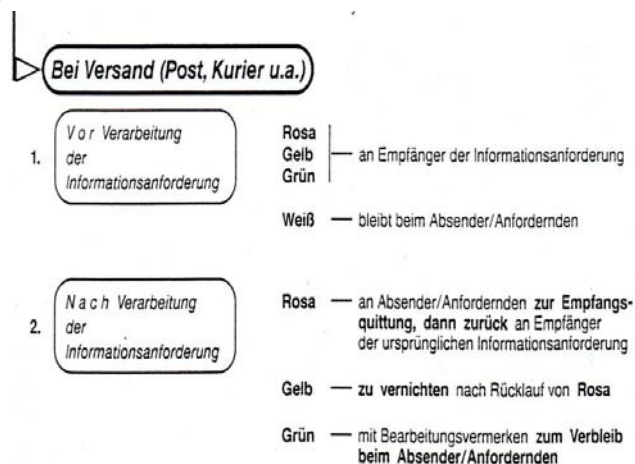 Bei Versand (Post, Kurier u.a.)
1.
Vor Verarbeitung
der
Informationsanforderung
Rosa
Gelb — an Empfänger der Informationsanforderung
Grün
Weiß — bleibt beim Absender/Anfordernden
2.
Nach Verarbeitung
der
Informationsanforderung
Rosa — an Absender/Anfordernden zur Empfangs-
quittung, dann zurück an Empfänger
der ursprünglichen Informationsanforderung
Gelb — zu vernichten nach Rücklauf von Rosa
Grün — mit Bearbeitungsvermerken zum Verbleib
beim Absender/Anfordernden